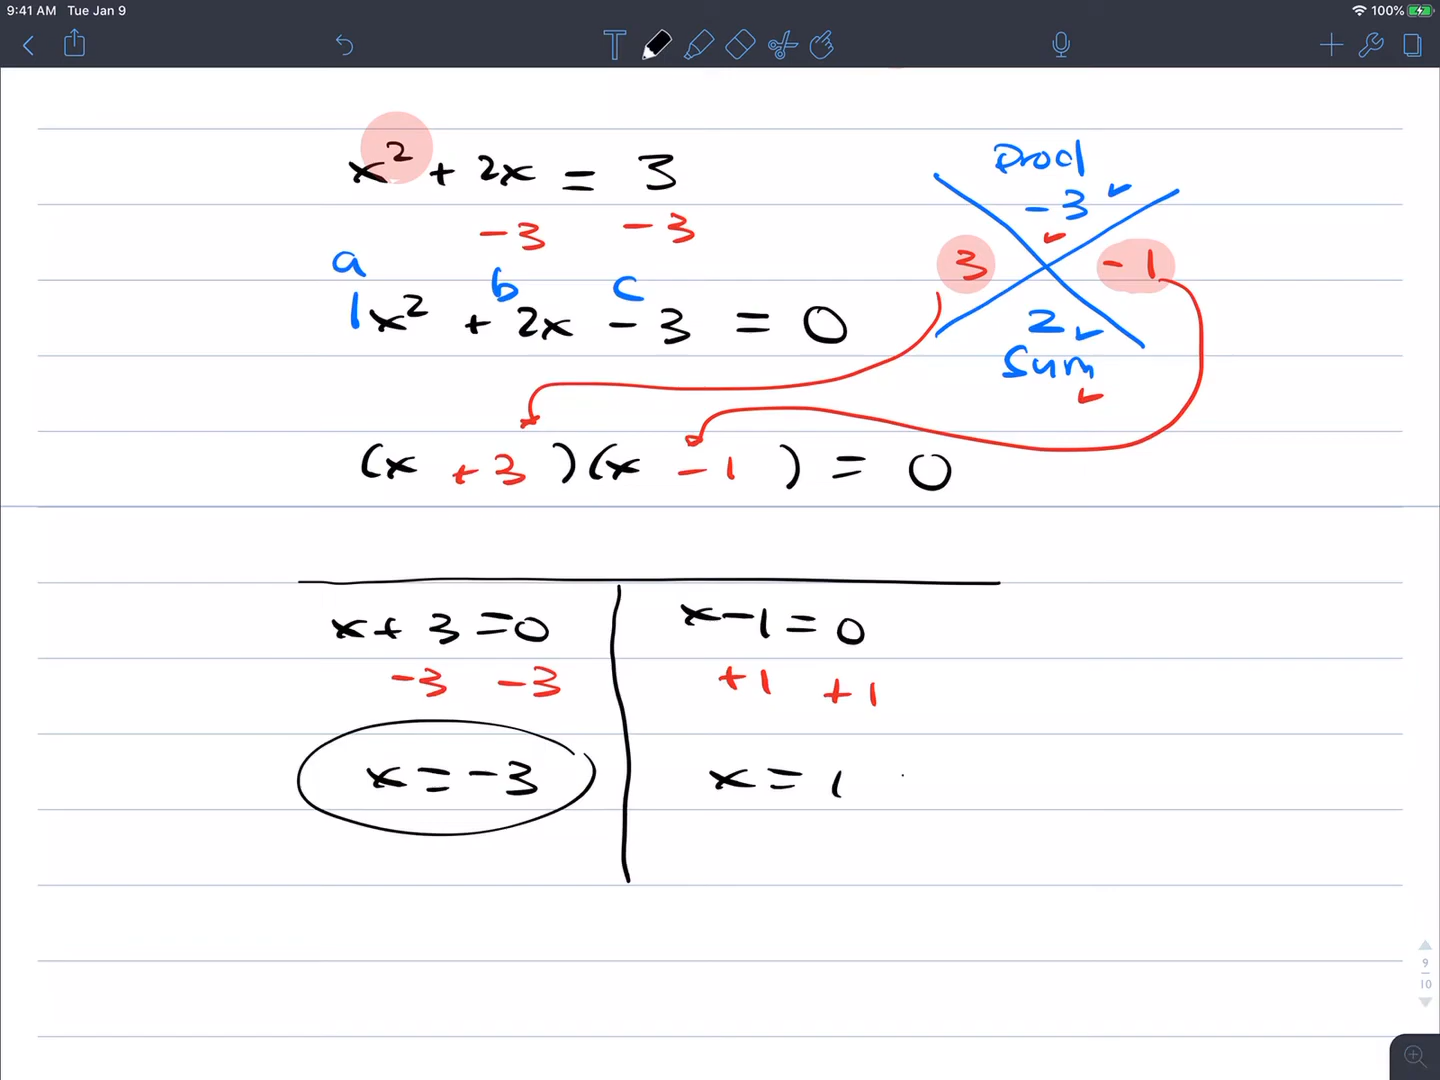 9:41 AM Tue Jan 9
100%
T
x² + 2x = 3
-3 -3
Prod
-3
3 -1
2
Sum
a b c
1x² + 2x - 3 = 0
(x +3)(x -1) = 0
x + 3 = 0
-3 -3
x = -3
x - 1 = 0
+1 +1
x = 1
9
10